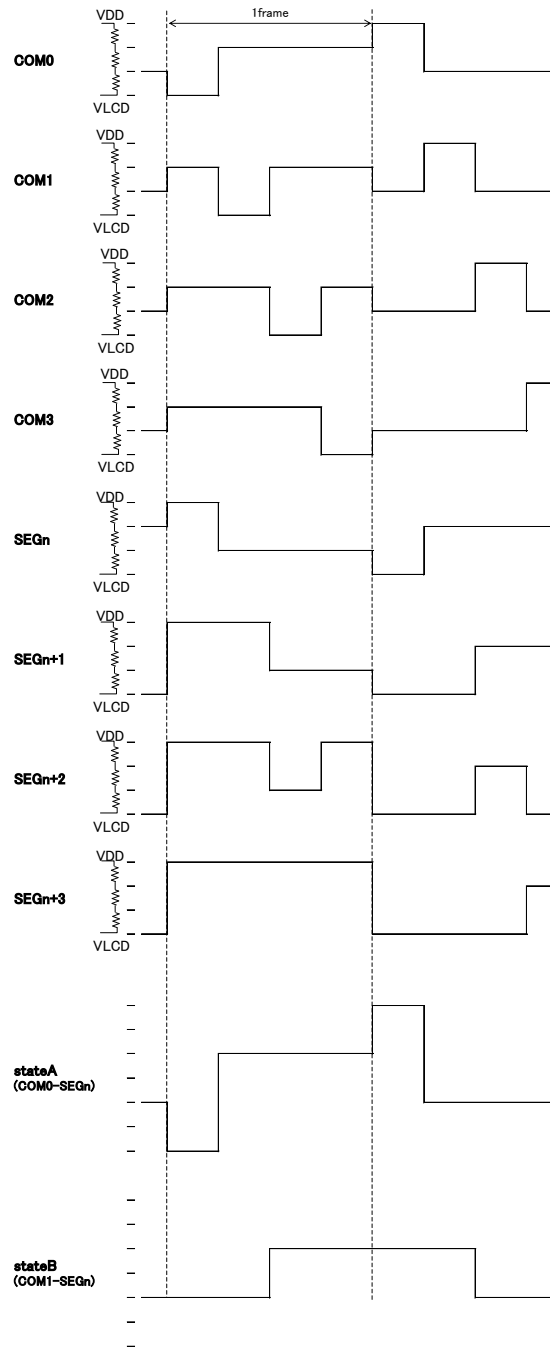 1frame
VDD
COM0
VLCD
VDD
COM1
VLCD
VDD
COM2
VLCD
VDD
COM3
VLCD
VDD
SEGn
VLCD
VDD
SEGn+1
VLCD
VDD
SEGn+2
VLCD
VDD
SEGn+3
VLCD
stateA
(COM0-SEGn)
stateB
(COM1-SEGn)